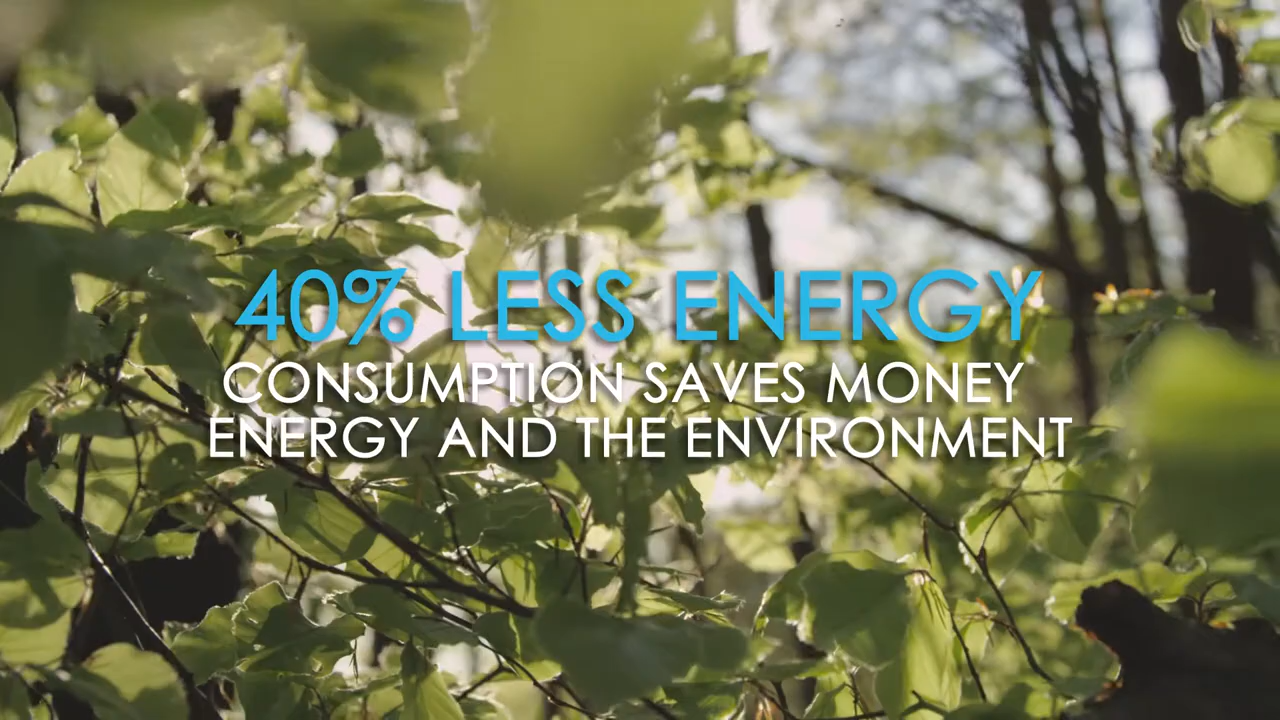 40% LESS ENERGY
CONSUMPTION SAVES MONEY
ENERGY AND THE ENVIRONMENT